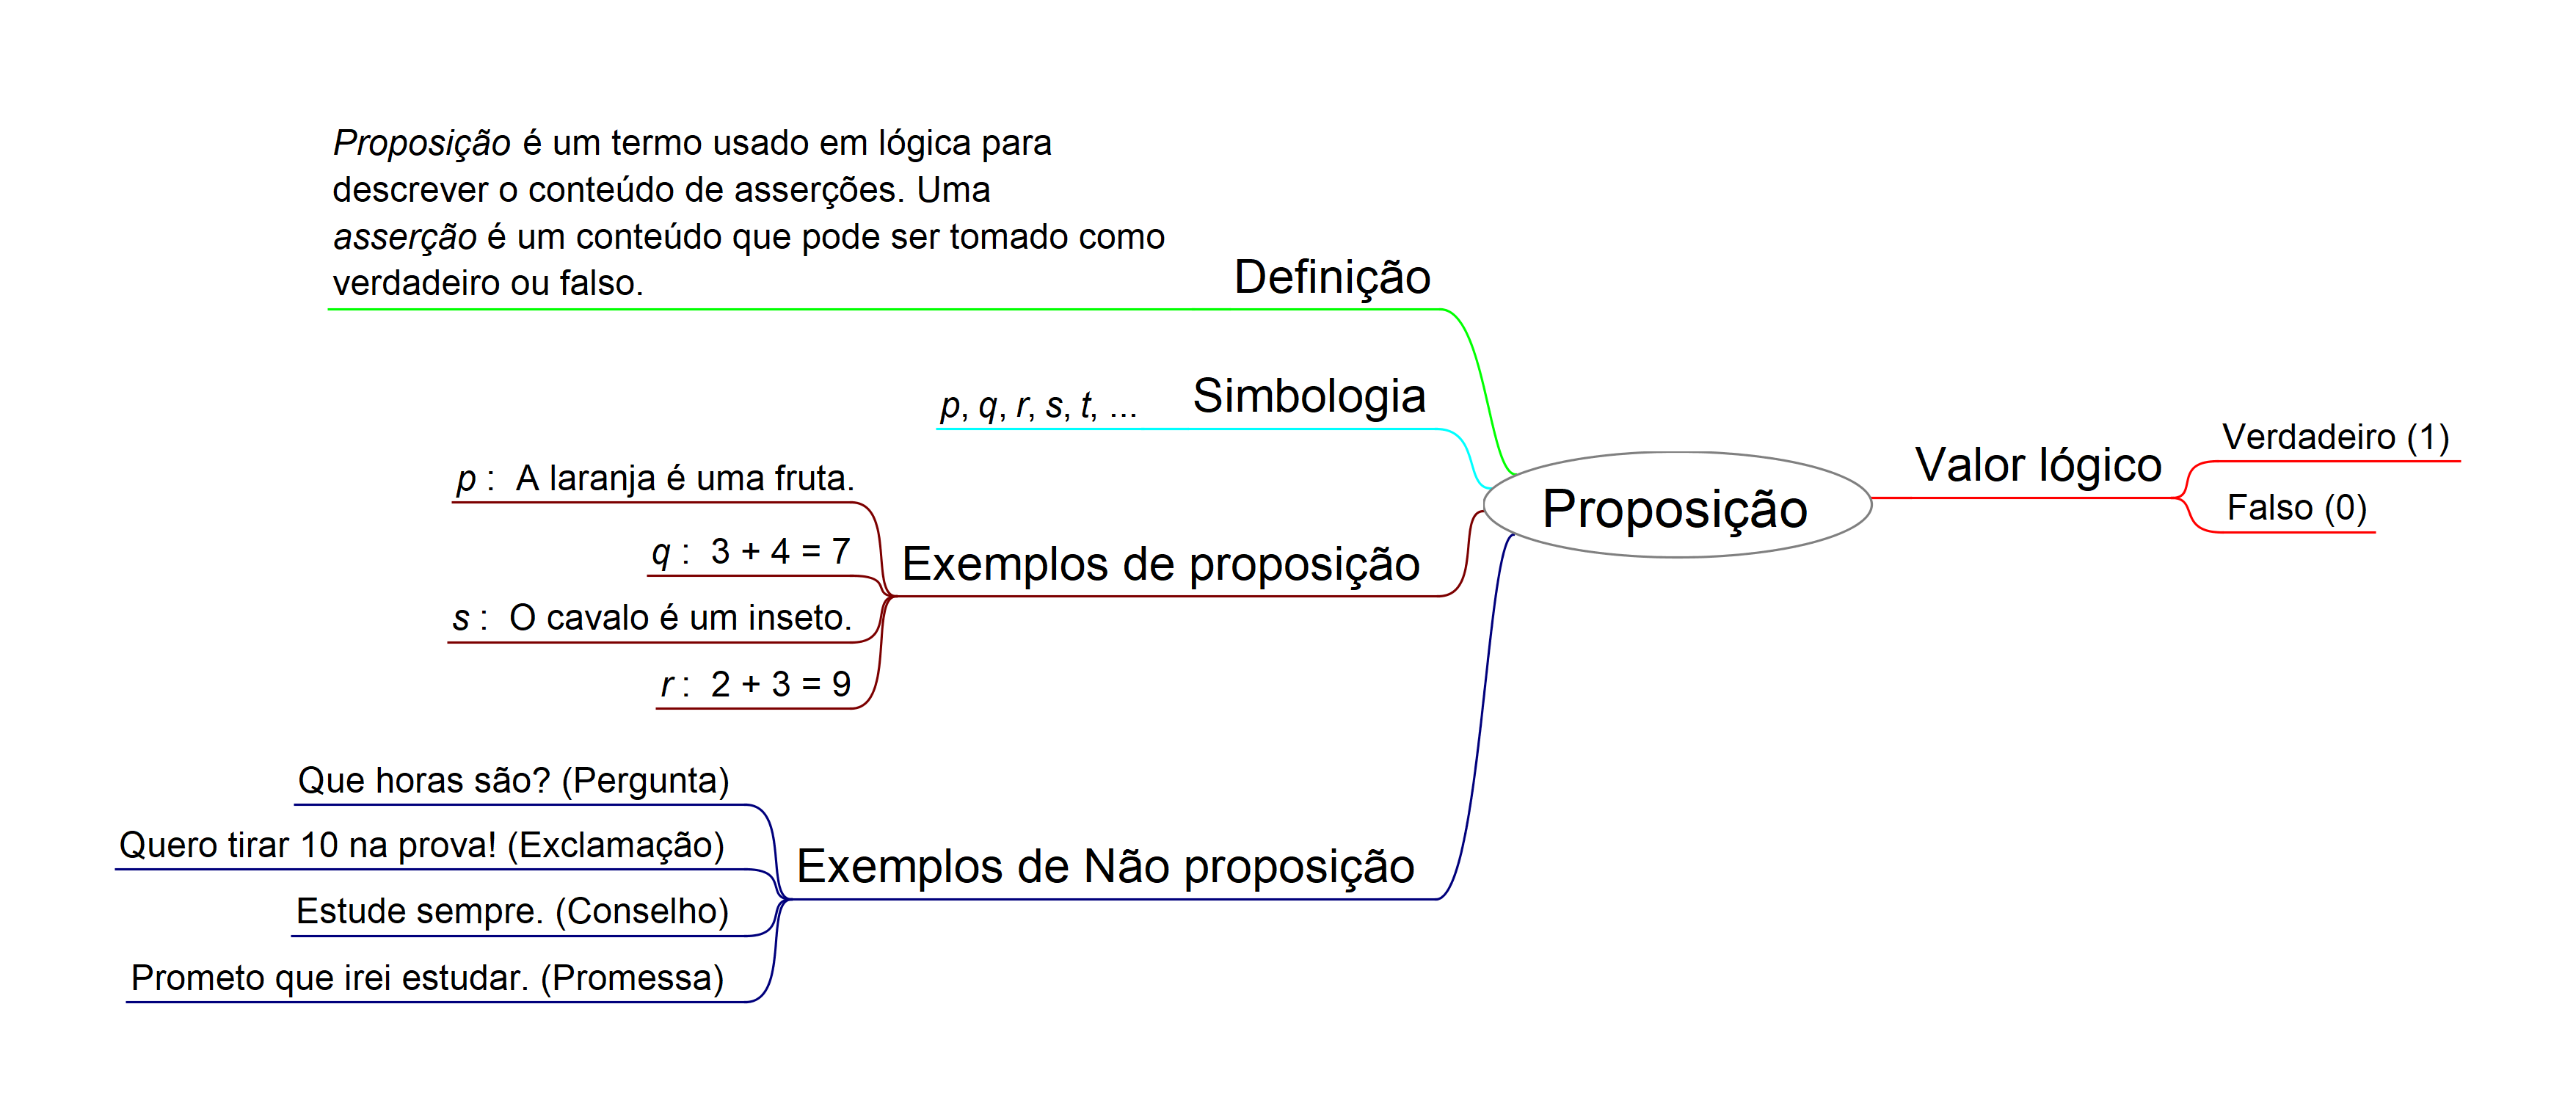 Proposição é um termo usado em lógica para
descrever o conteúdo de asserções. Uma
asserção é um conteúdo que pode ser tomado como
verdadeiro ou falso.
Definição
p, q, r, s, t, ...
Simbologia
p :  A laranja é uma fruta.
q :  3 + 4 = 7
s :  O cavalo é um inseto.
r :  2 + 3 = 9
Exemplos de proposição
Que horas são? (Pergunta)
Quero tirar 10 na prova! (Exclamação)
Estude sempre. (Conselho)
Prometo que irei estudar. (Promessa)
Exemplos de Não proposição
Proposição
Valor lógico
Verdadeiro (1)
Falso (0)